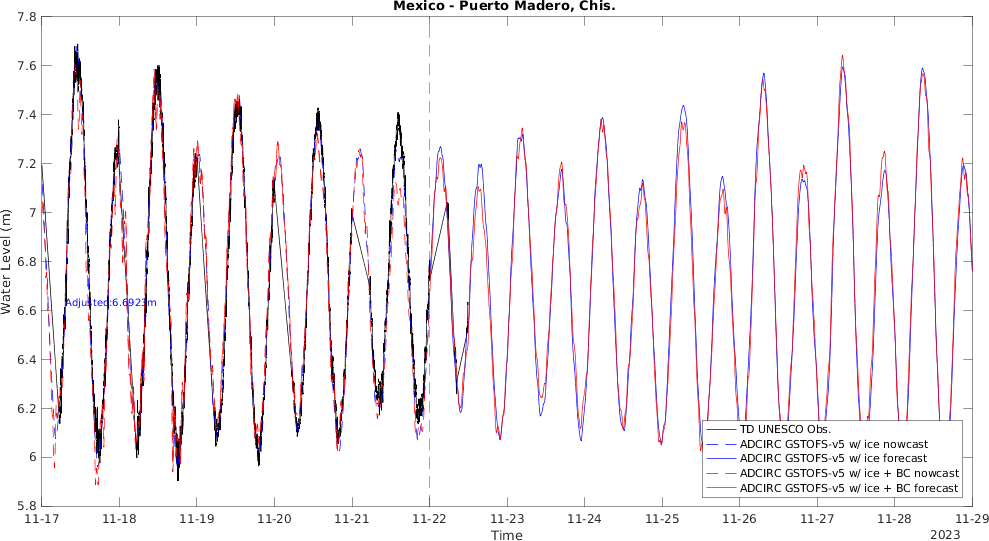 Mexico - Puerto Madero, Chis.
7.8
7.6
7.4
7.2
7
6.8
6.6
6.4
6.2
6
5.8
Water Level (m)
Adjusted:6.6923m
TD UNESCO Obs.
ADCIRC GSTOFS-v5 w/ ice nowcast
ADCIRC GSTOFS-v5 w/ ice forecast
ADCIRC GSTOFS-v5 w/ ice + BC nowcast
ADCIRC GSTOFS-v5 w/ ice + BC forecast
11-17 11-18 11-19 11-20 11-21 11-22 11-23 11-24 11-25 11-26 11-27 11-28 11-29
Time
2023